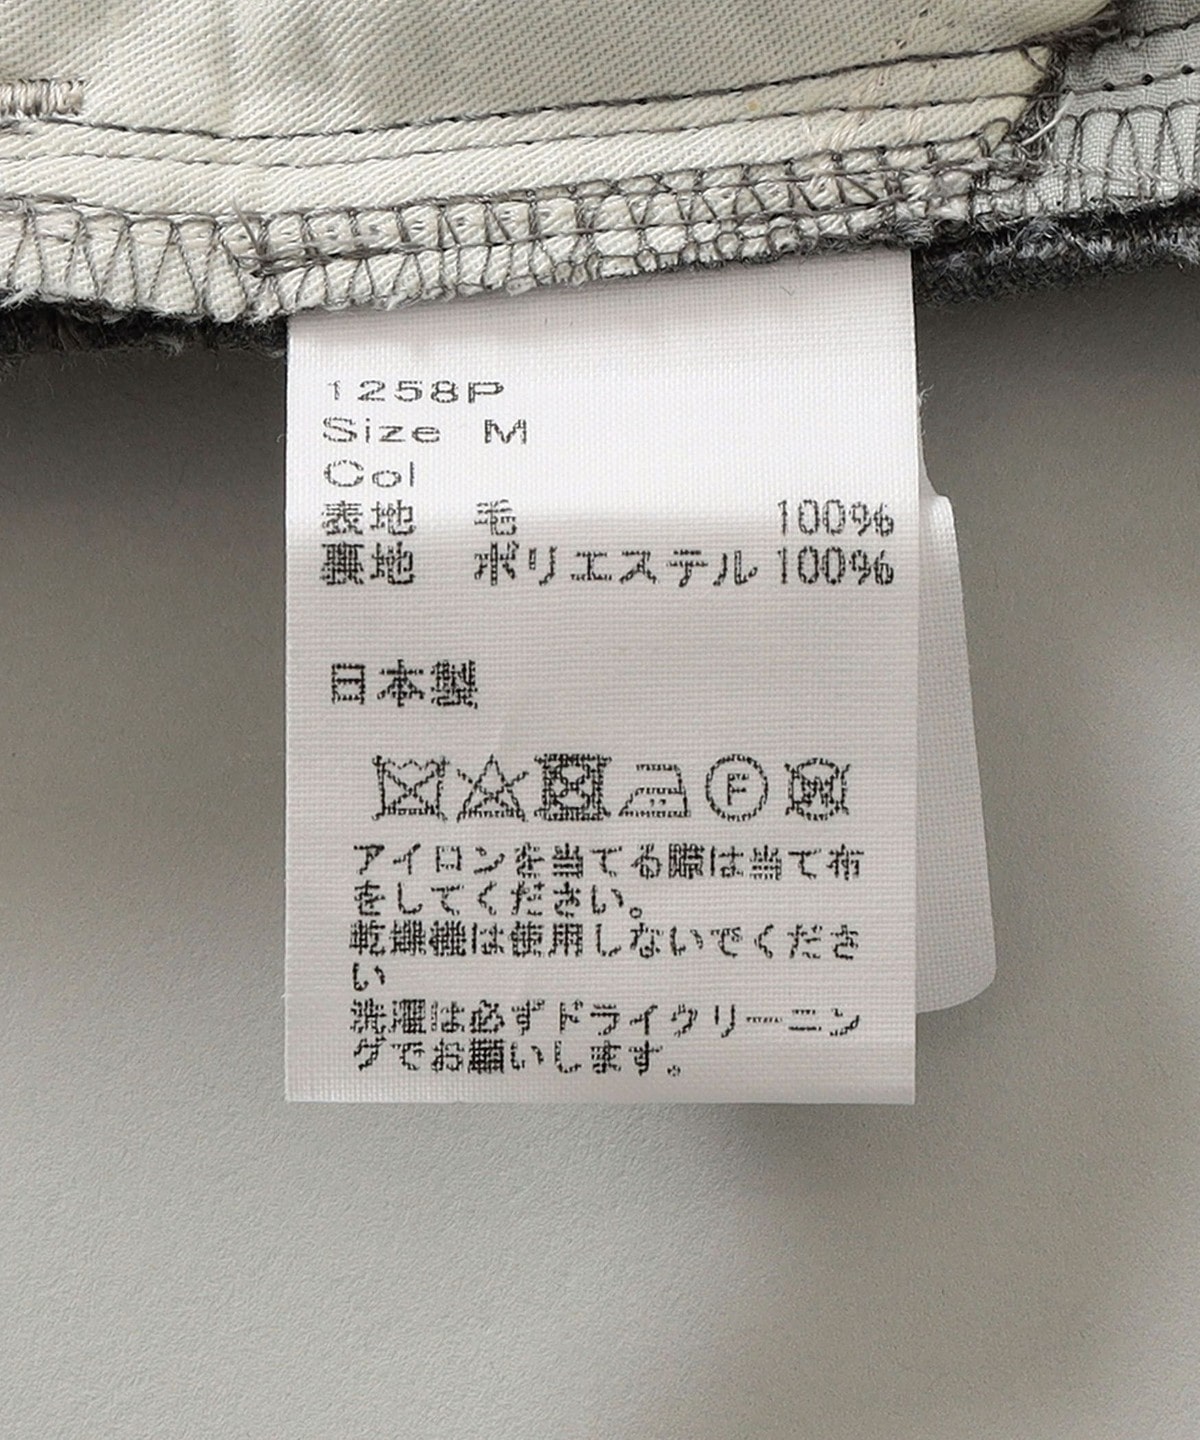 1258P
Size M
Col
表地 毛 100%
裏地 ポリエステル 100%
日本製
F W
アイロンを当てる際は当て布
をしてください。
乾燥機は使用しないでくださ
い
洗濯は必ずドライクリーニン
グでお願いします。